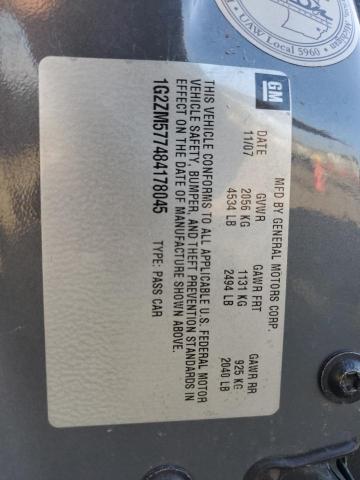 GM
MFD BY GENERAL MOTORS CORP.
DATE GVWR GAWR FRT GAWR RR
11/07 2056 KG 1131 KG 925 KG
4534 LB 2494 LB 2040 LB
THIS VEHICLE CONFORMS TO ALL APPLICABLE U.S. FEDERAL MOTOR
VEHICLE SAFETY, BUMPER, AND THEFT PREVENTION STANDARDS IN
EFFECT ON THE DATE OF MANUFACTURE SHOWN ABOVE.
1G2ZM577484178045 TYPE: PASS CAR
UAW Local 5960